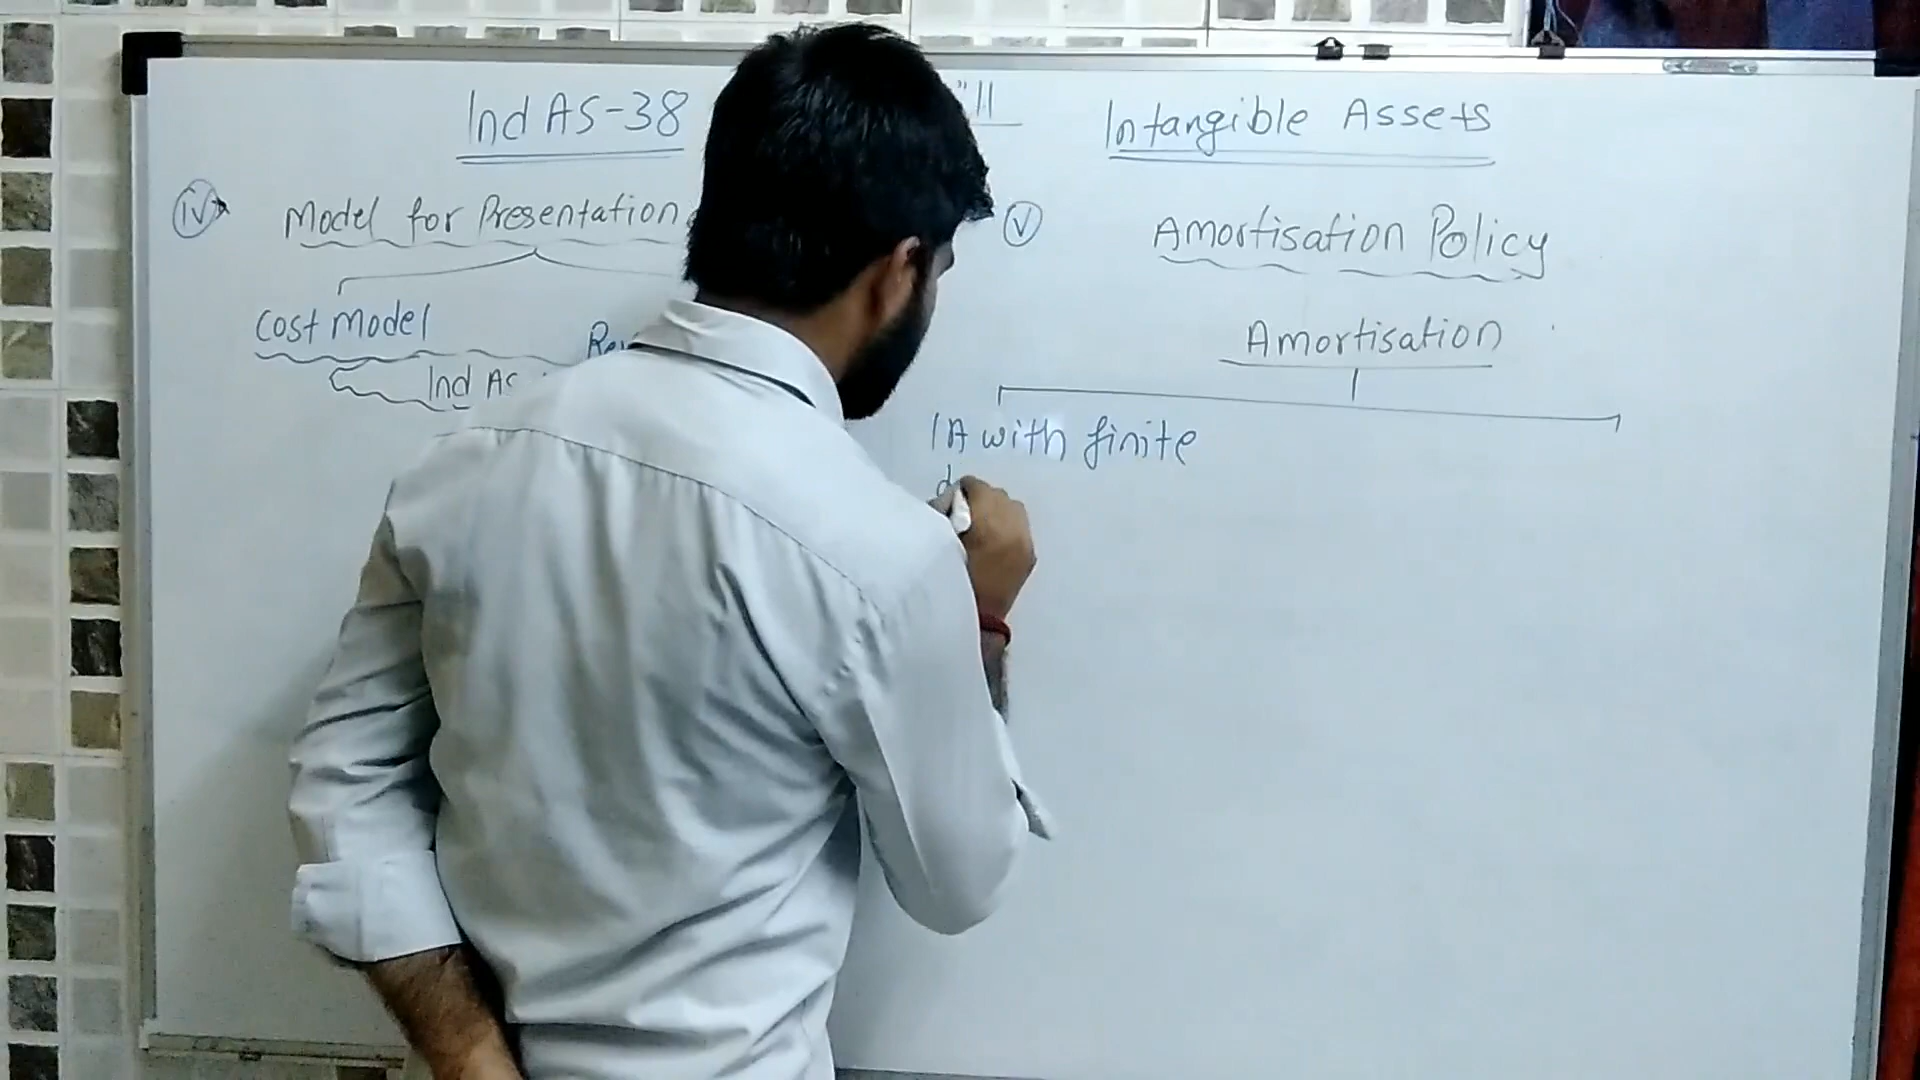 Ind AS-38
"11
Intangible Assets
iv
Model for Presentation
Cost Model
Ind AS
v
Amortisation Policy
Amortisation
IA with finite